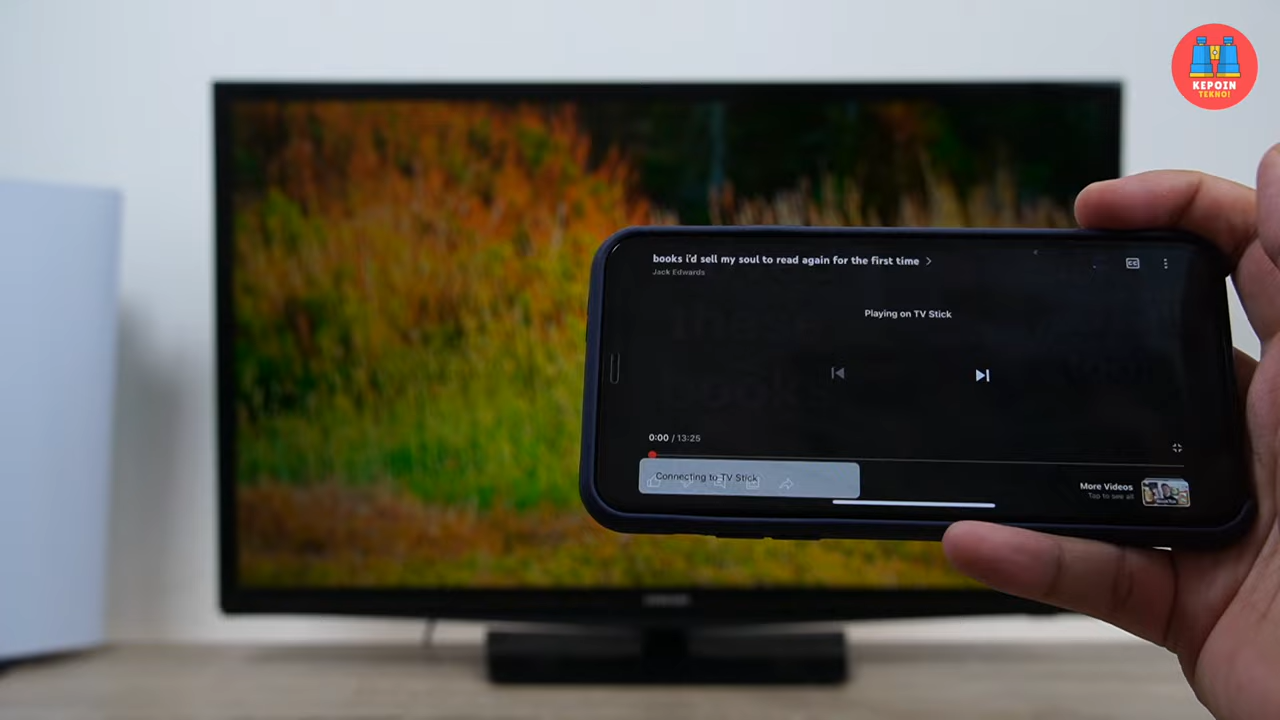 KEPOIN
TEKNO!
books i'd sell my soul to read again for the first time
Jack Edwards
CC
Playing on TV Stick
0:00 / 13:25
Connecting to TV Stick
More Videos
Tap to see all